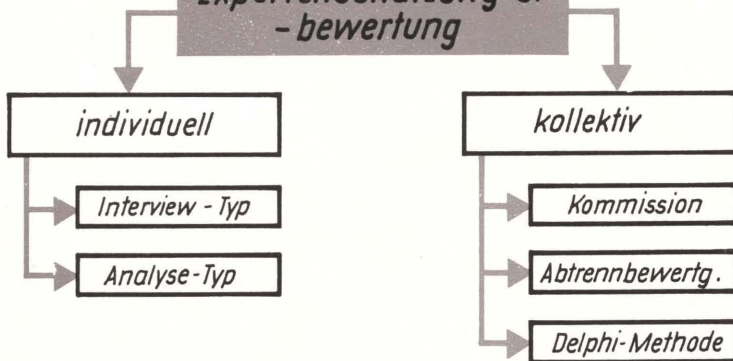 - bewertung
individuell
Interview - Typ
Analyse-Typ
kollektiv
Kommission
Abtrennbewertg.
Delphi-Methode